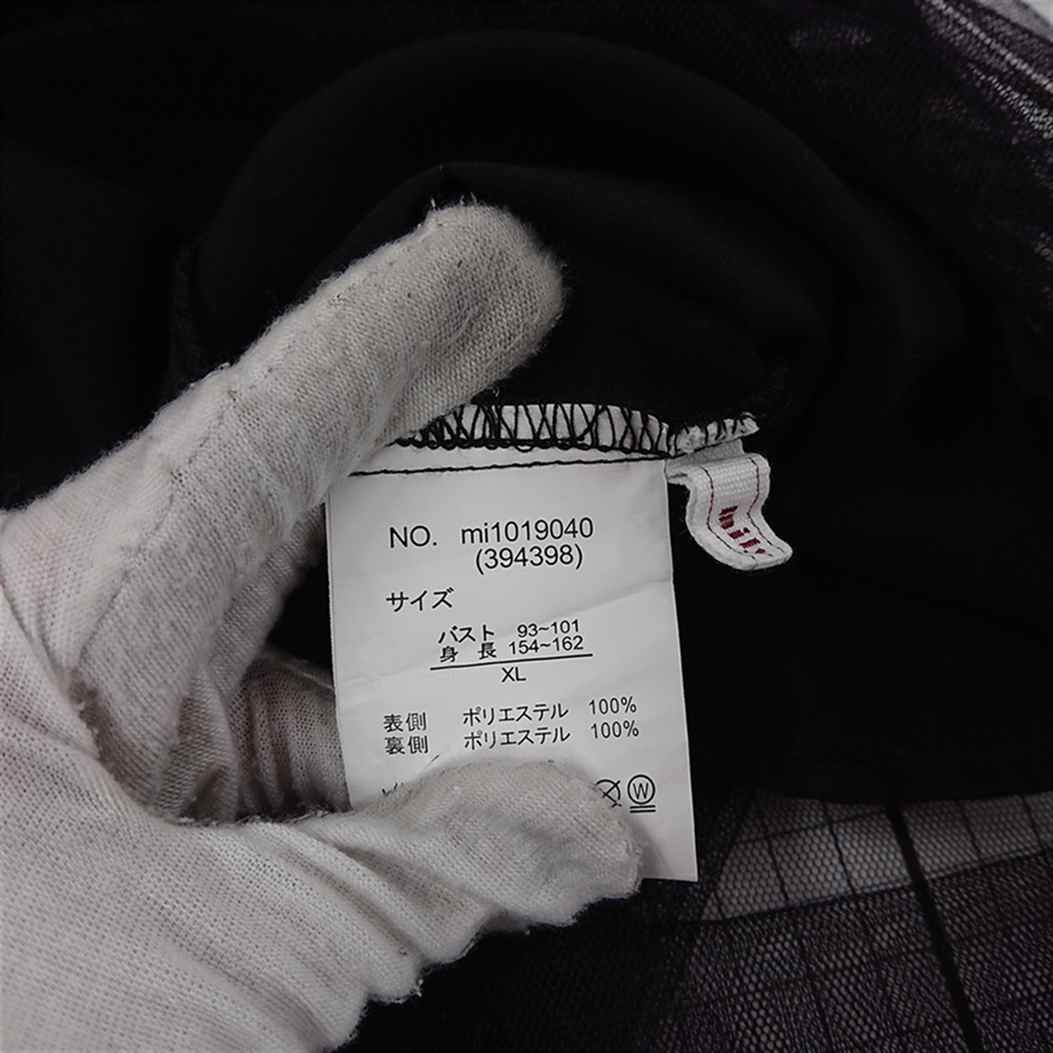 NO. mi1019040
(394398)
サイズ
バスト 93~101
身 長 154~162
XL
表側 ポリエステル 100%
裏側 ポリエステル 100%
W